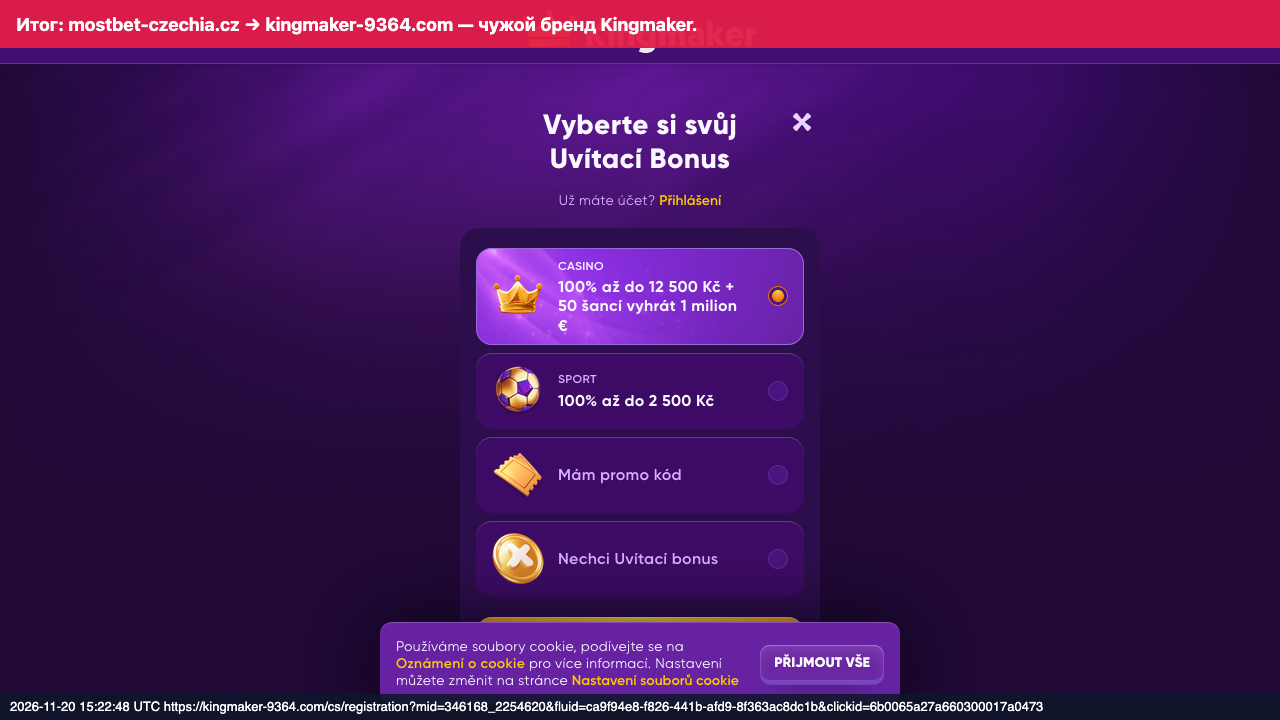 Итог: mostbet-czechia.cz → kingmaker-9364.com — чужой бренд Kingmaker.
Kingmaker
Vyberte si svůj
Uvítací Bonus
Už máte účet? Přihlášení
CASINO
100% až do 12 500 Kč +
50 šancí vyhrát 1 milion
€
SPORT
100% až do 2 500 Kč
Mám promo kód
Nechci Uvítací bonus
Používáme soubory cookie, podívejte se na
Oznámení o cookie pro více informací. Nastavení
můžete změnit na stránce Nastavení souborů cookie
PŘIJMOUT VŠE
2026-11-20 15:22:48 UTC https://kingmaker-9364.com/cs/registration?mid=346168_2254620&fluid=ca9f94e8-f826-441b-afd9-8f363ac8dc1b&clickid=6b0065a27a660300017a0473